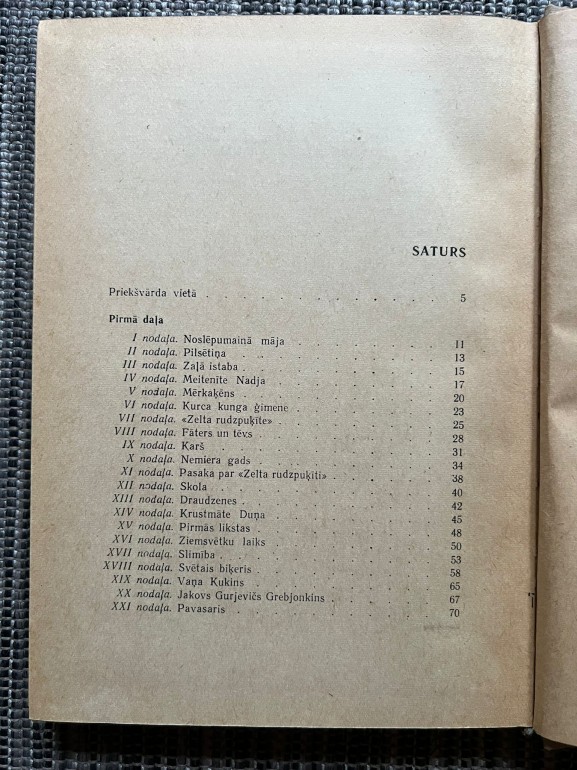 SATURS
Priekšvārda vietā . . . . . . . . . . . . 5
Pirmā daļa
I nodaļa. Noslēpumainā māja . . . . . . . 11
II nodaļa. Pilsētiņa . . . . . . . . . 13
III nodaļa. Zaļā istaba . . . . . . . . 15
IV nodaļa. Meitenīte Nadja . . . . . . . 17
V nodaļa. Mērkaķēns . . . . . . . . 20
VI nodaļa. Kurca kunga ģimene . . . . . . 23
VII nodaļa. «Zelta rudzpuķīte» . . . . . . 25
VIII nodaļa. Fāters un tēvs . . . . . . . 28
IX nodaļa. Karš . . . . . . . . . . 31
X nodaļa. Nemiera gads . . . . . . . 34
XI nodaļa. Pasaka par «Zelta rudzpuķīti» . . . 38
XII nodaļa. Skola . . . . . . . . . . 40
XIII nodaļa. Draudzenes . . . . . . . . 42
XIV nodaļa. Krustmāte Duņa . . . . . . . 45
XV nodaļa. Pirmās likstas . . . . . . . 48
XVI nodaļa. Ziemsvētku laiks . . . . . . 50
XVII nodaļa. Slimība . . . . . . . . . 53
XVIII nodaļa. Svētais biķeris . . . . . . . 58
XIX nodaļa. Vaņa Kukins . . . . . . . 65
XX nodaļa. Jakovs Gurjevičs Grebjonkins . . . . 67
XXI nodaļa. Pavasaris . . . . . . . . 70